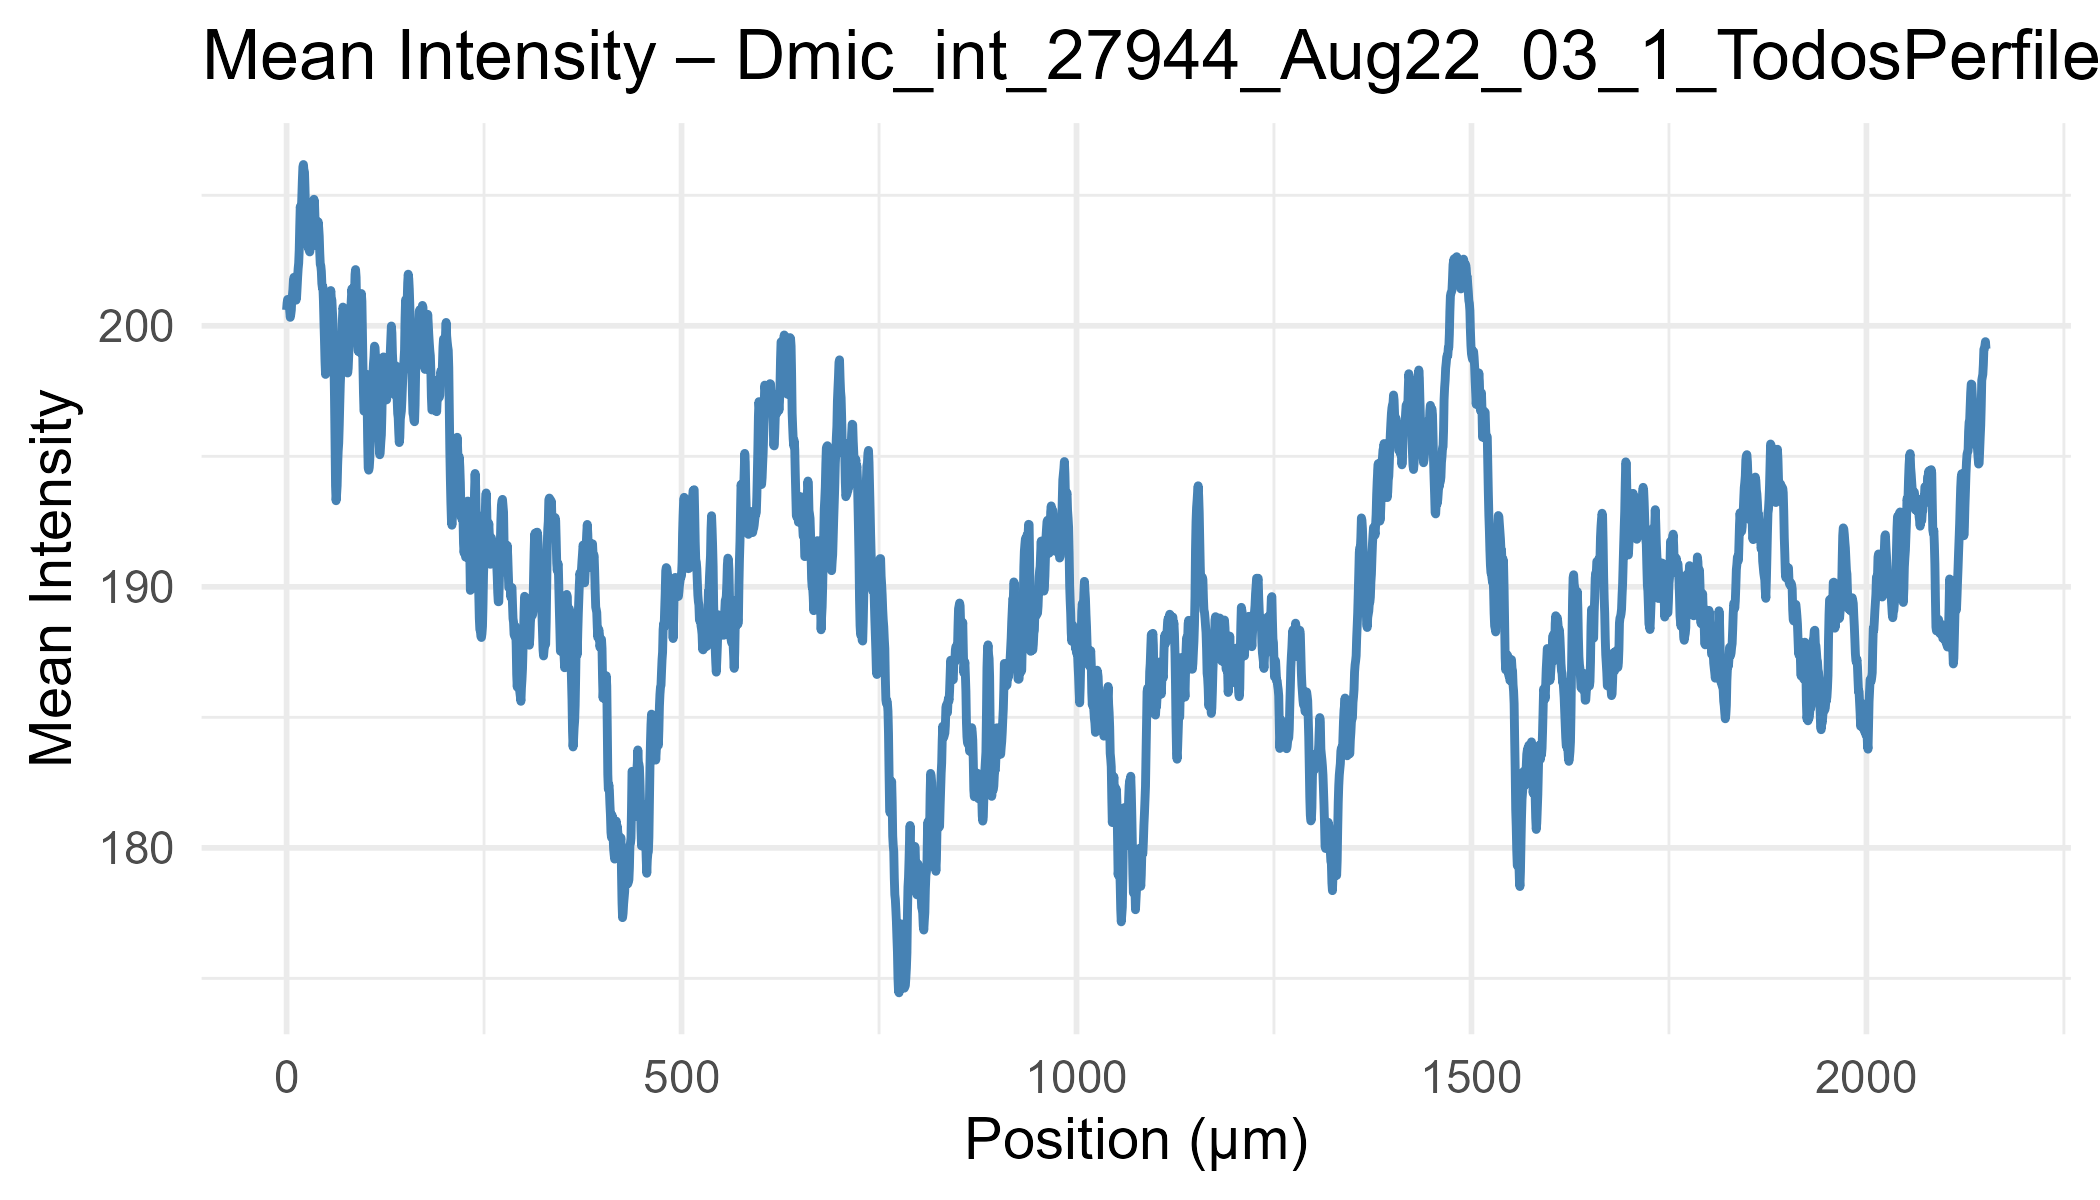 Mean Intensity – Dmic_int_27944_Aug22_03_1_TodosPerfile
Mean Intensity
200
190
180
0 500 1000 1500 2000
Position (µm)